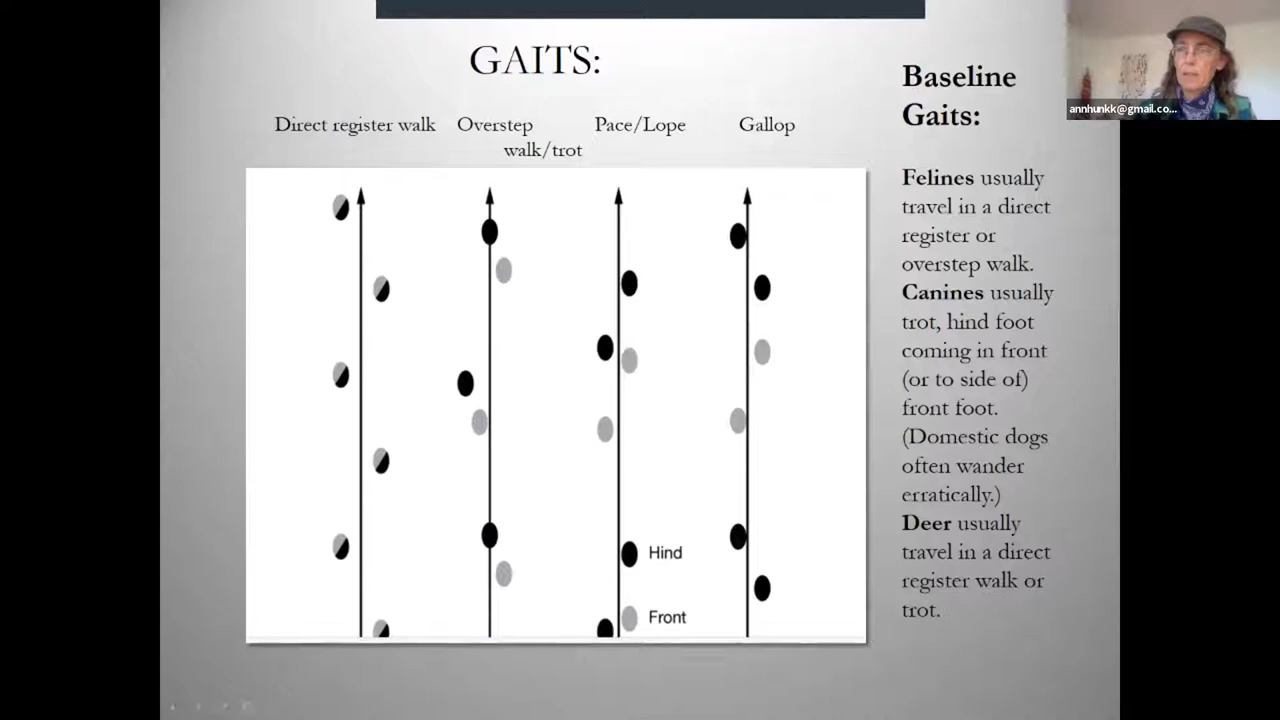 GAITS:
Direct register walk
Overstep
walk/trot
Pace/Lope
Gallop
Hind
Front
Baseline
Gaits:
Felines usually
travel in a direct
register or
overstep walk.
Canines usually
trot, hind foot
coming in front
(or to side of)
front foot.
(Domestic dogs
often wander
erratically.)
Deer usually
travel in a direct
register walk or
trot.
annhunkk@gmail.co...